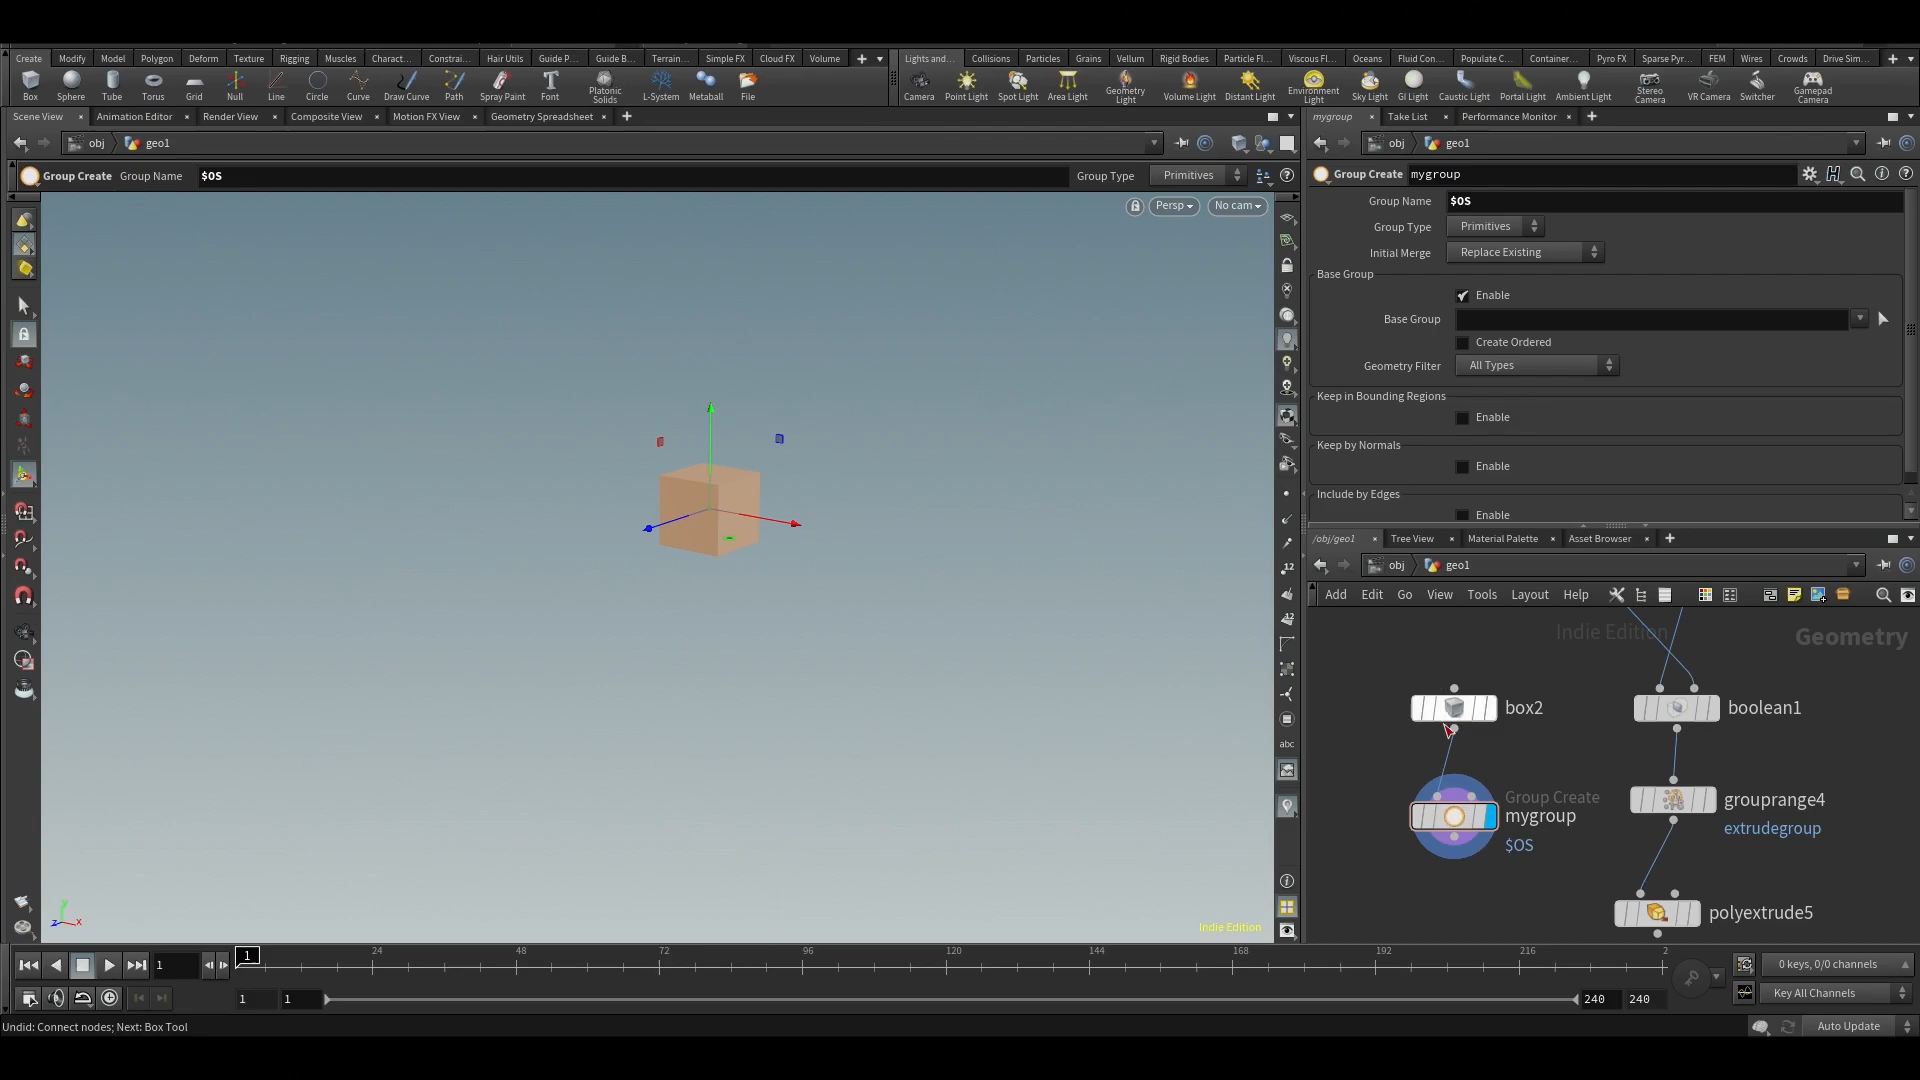 Create Modify Model Polygon Deform Texture Rigging Muscles Charact... Constrai... Hair Utils Guide P... Guide B... Terrain... Simple FX Cloud FX Volume
Lights and... Collisions Particles Grains Vellum Rigid Bodies Particle Fl... Viscous Fl... Oceans Fluid Con... Populate C... Container... Pyro FX Sparse Pyr... FEM Wires Crowds Drive Sim...
Box Sphere Tube Torus Grid Null Line Circle Curve Draw Curve Path Spray Paint Font Platonic Solids L-System Metaball File
Camera Point Light Spot Light Area Light Geometry Light Volume Light Distant Light Environment Light Sky Light GI Light Caustic Light Portal Light Ambient Light Stereo Camera VR Camera Switcher Gamepad Camera
Scene View Animation Editor Render View Composite View Motion FX View Geometry Spreadsheet
mygroup Take List Performance Monitor
obj geo1
obj geo1
Group Create Group Name $OS Group Type Primitives
Group Create mygroup
Group Name $OS
Group Type Primitives
Initial Merge Replace Existing
Base Group
Enable
Base Group
Create Ordered
Geometry Filter All Types
Keep in Bounding Regions
Enable
Keep by Normals
Enable
Include by Edges
Enable
Persp No cam
/obj/geo1 Tree View Material Palette Asset Browser
obj geo1
Add Edit Go View Tools Layout Help
Indie Edition
Geometry
box2
boolean1
Group Create
mygroup
$OS
grouprange4
extrudegroup
polyextrude5
12
12
abc
y
z x
Indie Edition
1
1 24 48 72 96 120 144 168 192 216 2
0 keys, 0/0 channels
1 1 240 240
Key All Channels
Undid: Connect nodes; Next: Box Tool
Auto Update